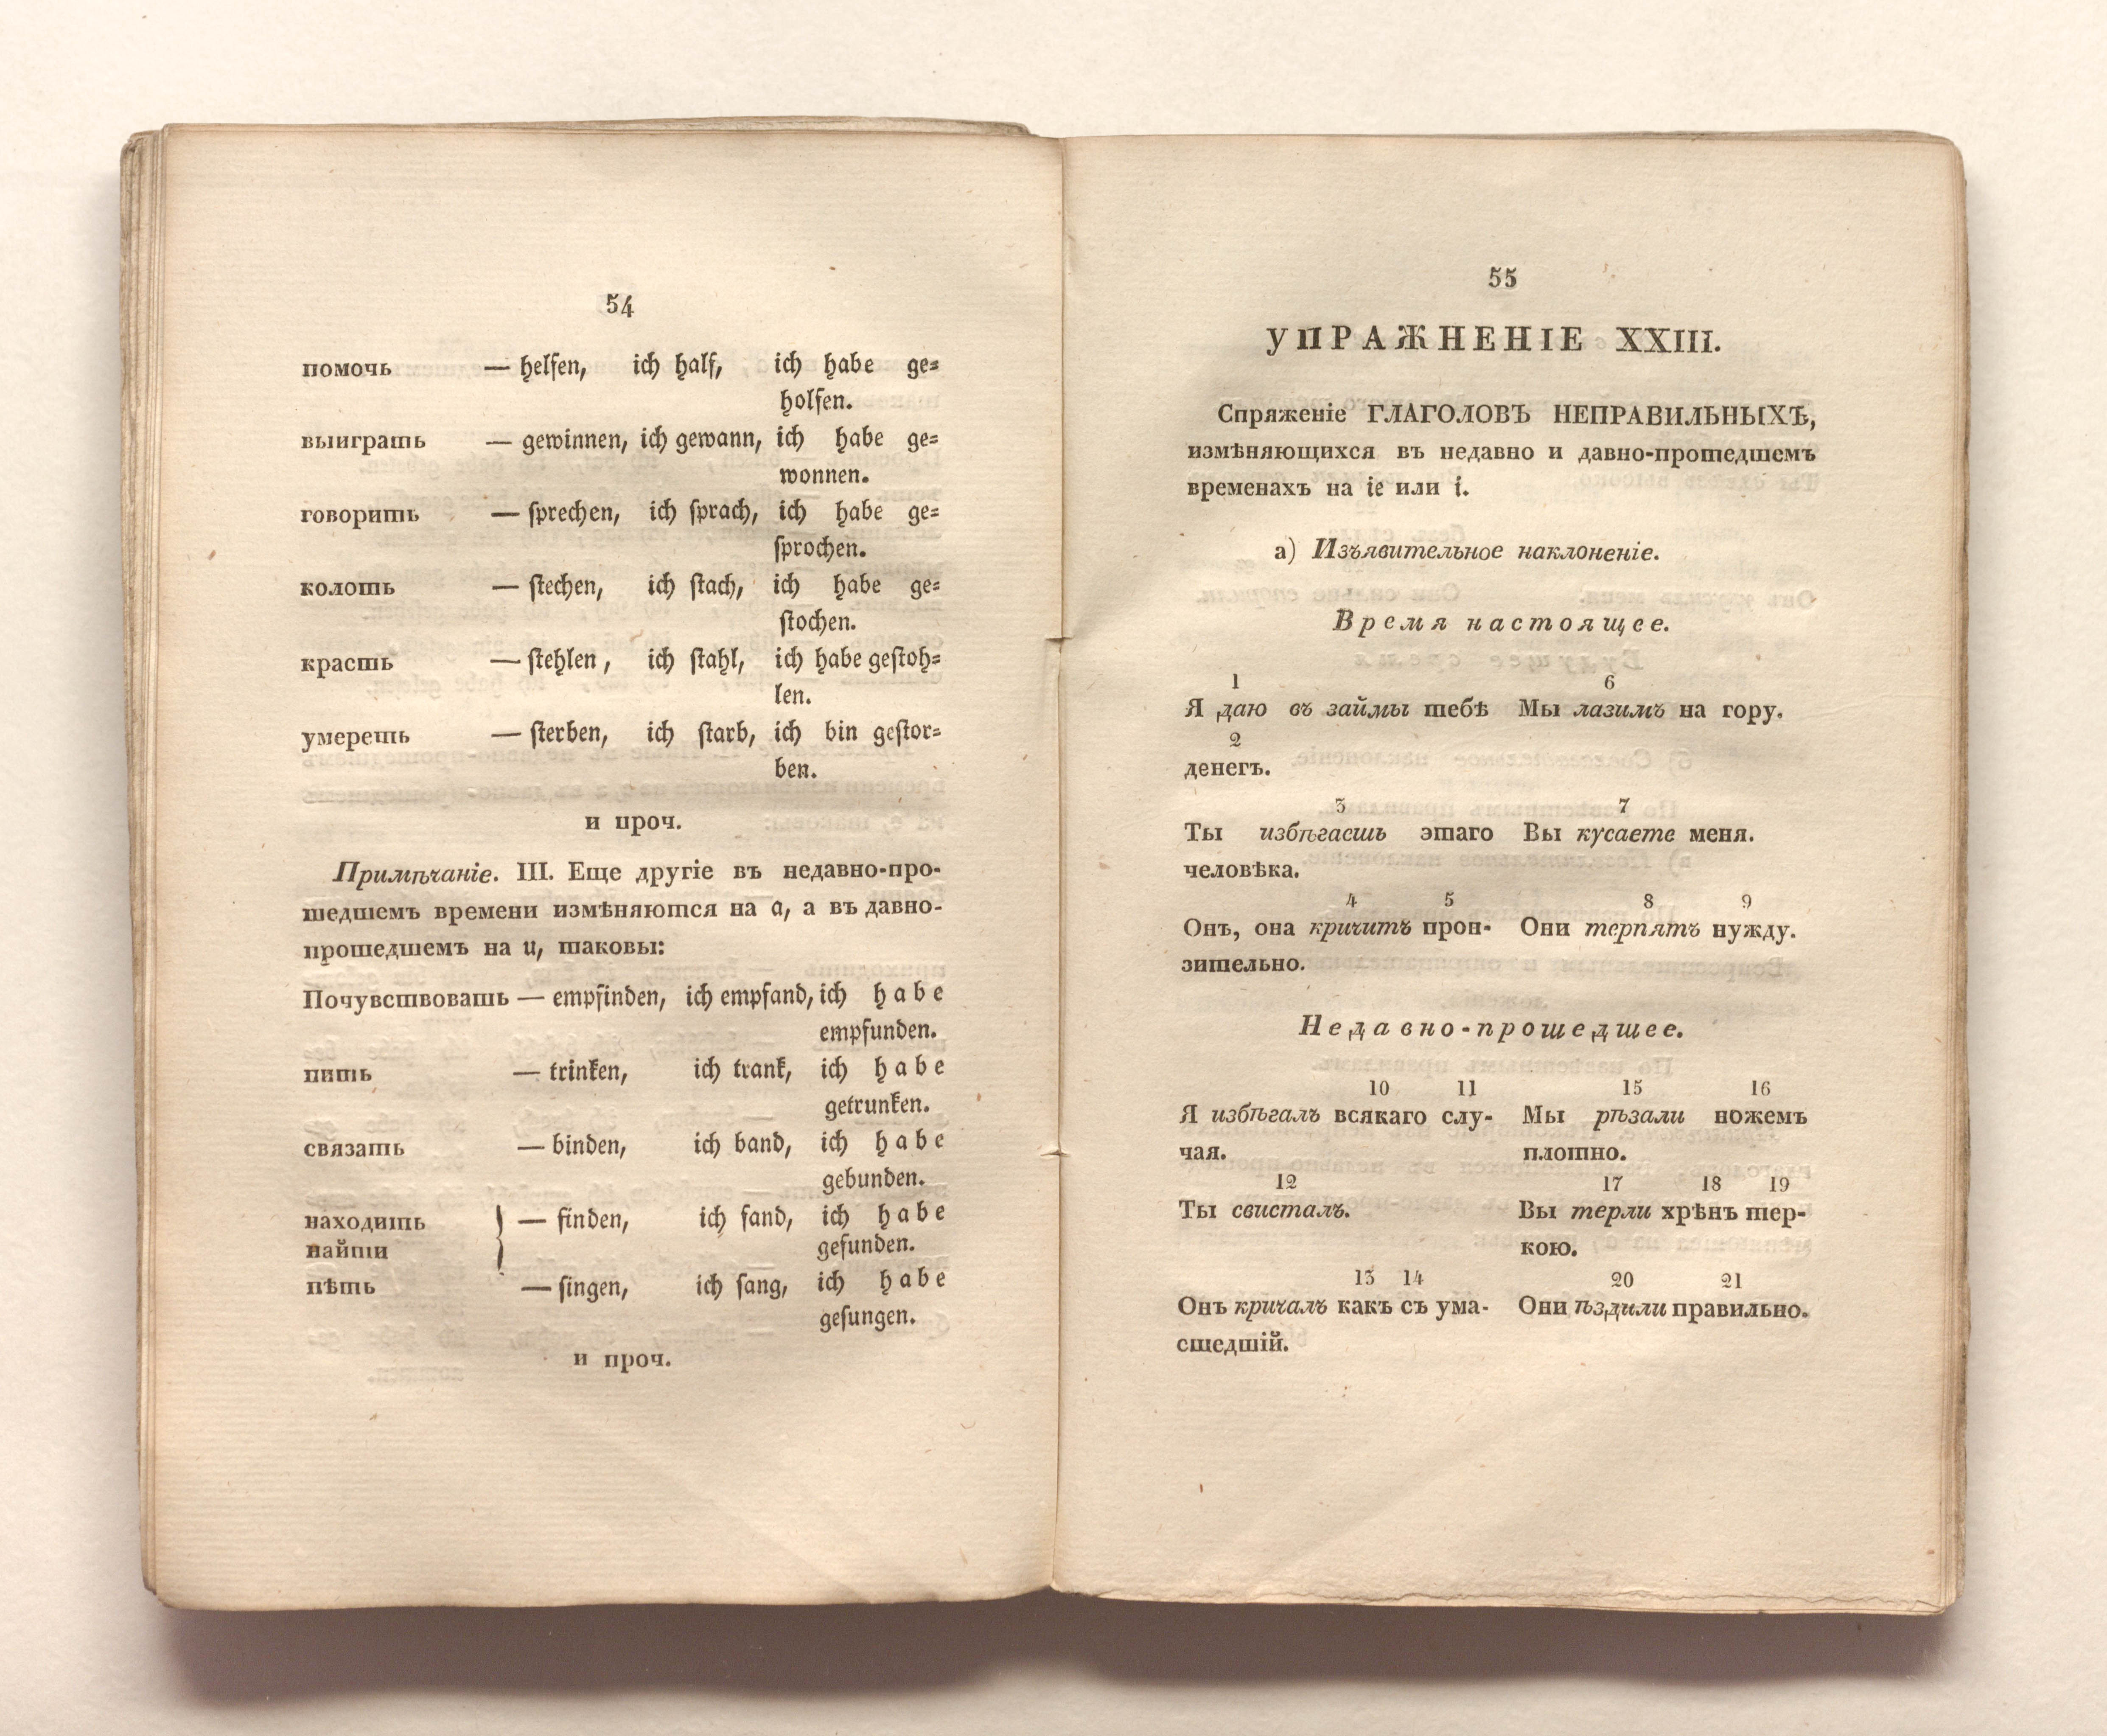 54
помочь — helfen, ich half, ich habe ge=
holfen.
выиграть — gewinnen, ich gewann, ich habe ge=
wonnen.
говорить — ſprechen, ich ſprach, ich habe ge=
ſprochen.
колоть — ſtechen, ich ſtach, ich habe ge=
ſtochen.
красть — ſtehlen, ich ſtahl, ich habe geſtoh=
len.
умереть — ſterben, ich ſtarb, ich bin geſtor=
ben.
и проч.
Примѣчаніе. III. Еще другіе въ недавно-про-
шедшемъ времени измѣняются на a, а въ давно-
прошедшемъ на u, таковы:
Почувствовать — empfinden, ich empfand, ich habe
empfunden.
пить — trinken, ich trank, ich habe
getrunken.
связать — binden, ich band, ich habe
gebunden.
находить } — finden, ich fand, ich habe
найти gefunden.
пѣть — ſingen, ich ſang, ich habe
geſungen.
и проч.
55
УПРАЖНЕНІЕ XXIII.
Спряженіе ГЛАГОЛОВЪ НЕПРАВИЛЬНЫХЪ,
измѣняющихся въ недавно и давно-прошедшемъ
временахъ на ie или i.
а) Изъявительное наклоненіе.
Время настоящее.
1 6
Я даю въ займы тебѣ Мы лазимъ на гору.
2
денегъ.
3 7
Ты избѣгаешь этаго Вы кусаете меня.
человѣка.
4 5 8 9
Онъ, она кричитъ прон- Они терпятъ нужду.
зительно.
Недавно-прошедшее.
10 11 15 16
Я избѣгалъ всякаго слу- Мы рѣзали ножемъ
чая. плотно.
12 17 18 19
Ты свисталъ. Вы терли хрѣнъ тер-
кою.
13 14 20 21
Онъ кричалъ какъ съ ума- Они ѣздили правильно.
сшедшій.